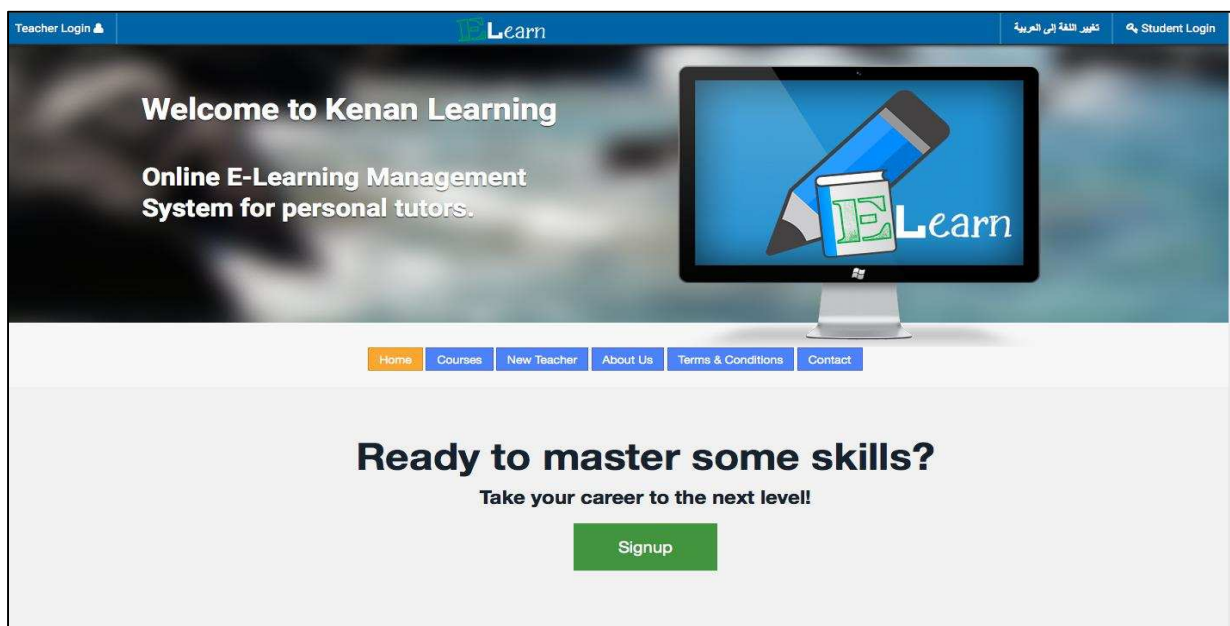 Teacher Login
ELearn
تغيير اللغة إلى العربية
Student Login
Welcome to Kenan Learning
Online E-Learning Management
System for personal tutors.
ELearn
Home
Courses
New Teacher
About Us
Terms & Conditions
Contact
Ready to master some skills?
Take your career to the next level!
Signup